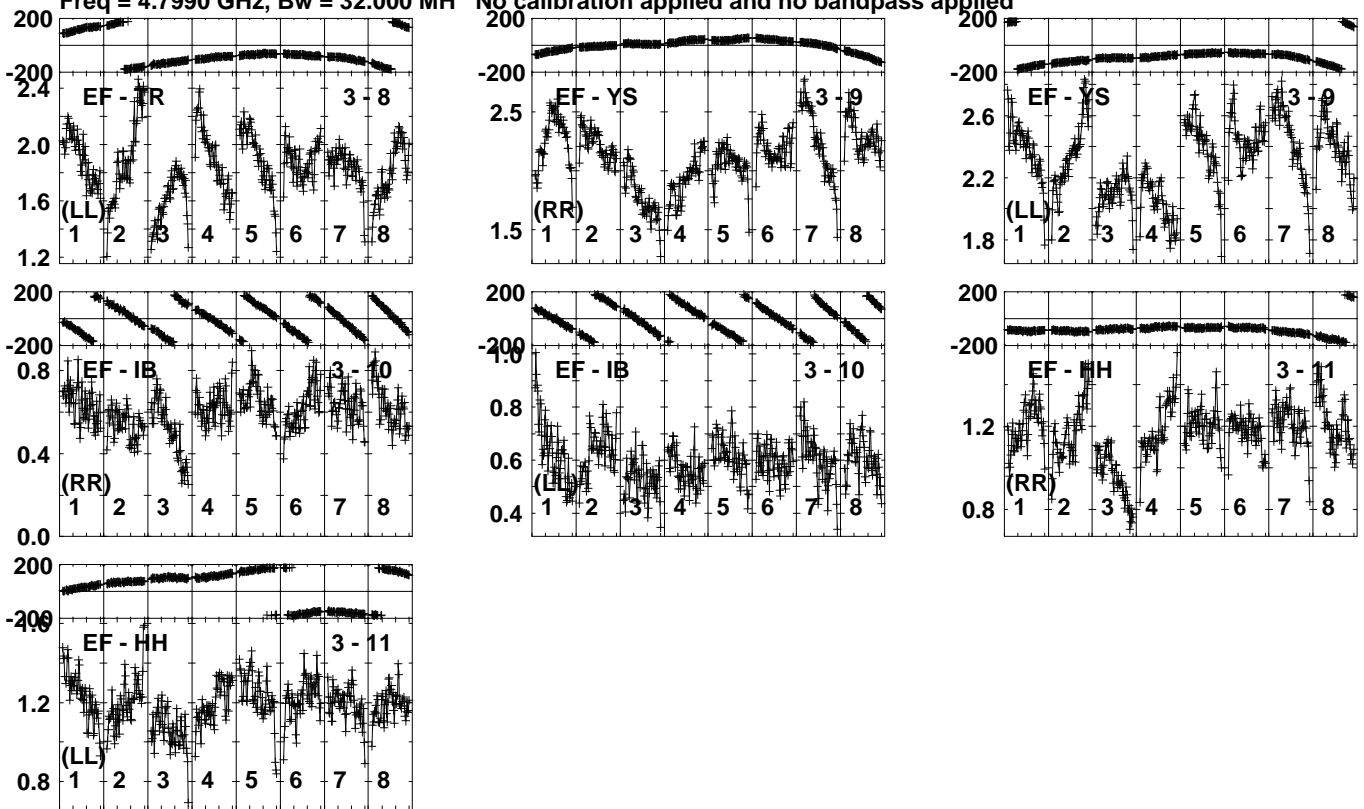 Freq = 4.7990 GHz, Bw = 32.000 MH No calibration applied and no bandpass applied
200
-200
2.4
2.0
1.6
1.2
EF - TR 3 - 8
(LL)
1 2 3 4 5 6 7 8
200
-200
2.5
1.5
EF - YS 3 - 9
(RR)
1 2 3 4 5 6 7 8
200
-200
2.6
2.2
1.8
EF - YS 3 - 9
(LL)
1 2 3 4 5 6 7 8
200
-200
0.8
0.4
0.0
EF - IB 3 - 10
(RR)
1 2 3 4 5 6 7 8
200
-200
1.0
0.8
0.6
0.4
EF - IB 3 - 10
(LL)
1 2 3 4 5 6 7 8
200
-200
1.2
0.8
EF - HH 3 - 11
(RR)
1 2 3 4 5 6 7 8
200
-200
1.6
1.2
0.8
EF - HH 3 - 11
(LL)
1 2 3 4 5 6 7 8